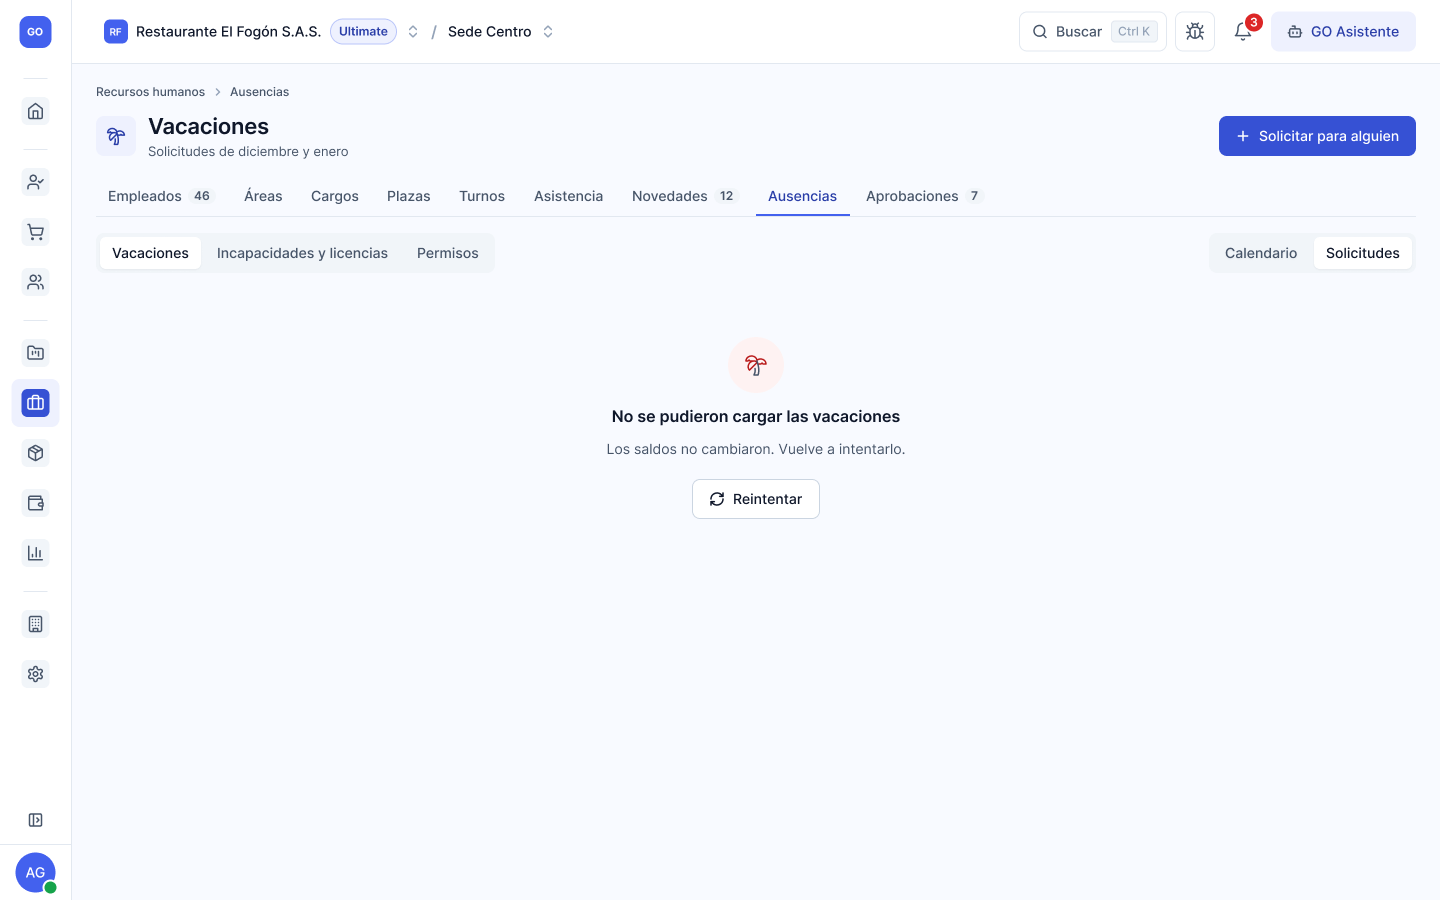 GO
RF Restaurante El Fogón S.A.S. Ultimate / Sede Centro
Buscar Ctrl K
3
GO Asistente
Recursos humanos > Ausencias
Vacaciones
Solicitudes de diciembre y enero
+ Solicitar para alguien
Empleados 46 Áreas Cargos Plazas Turnos Asistencia Novedades 12 Ausencias Aprobaciones 7
Vacaciones Incapacidades y licencias Permisos
Calendario Solicitudes
No se pudieron cargar las vacaciones
Los saldos no cambiaron. Vuelve a intentarlo.
Reintentar
AG